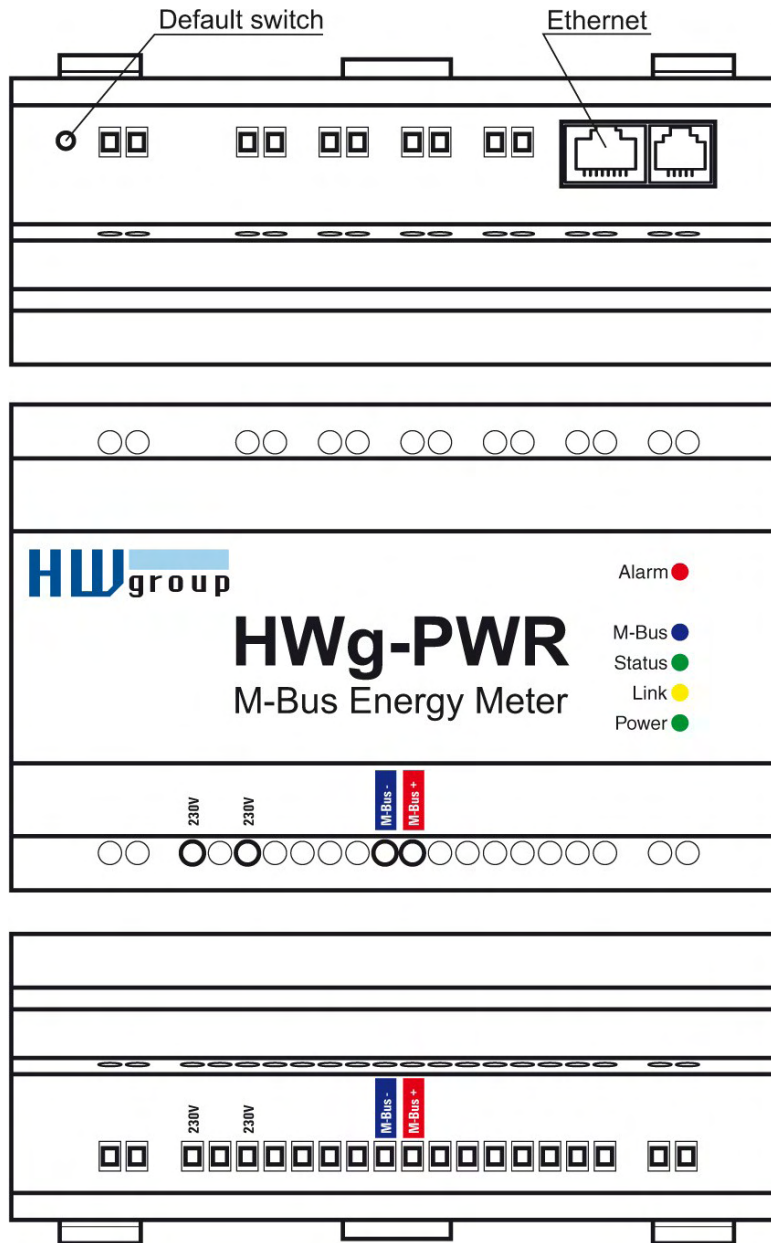 Default switch
Ethernet
HW group
HWg-PWR
M-Bus Energy Meter
Alarm
M-Bus
Status
Link
Power
230V
230V
M-Bus -
M-Bus +
230V
230V
M-Bus -
M-Bus +